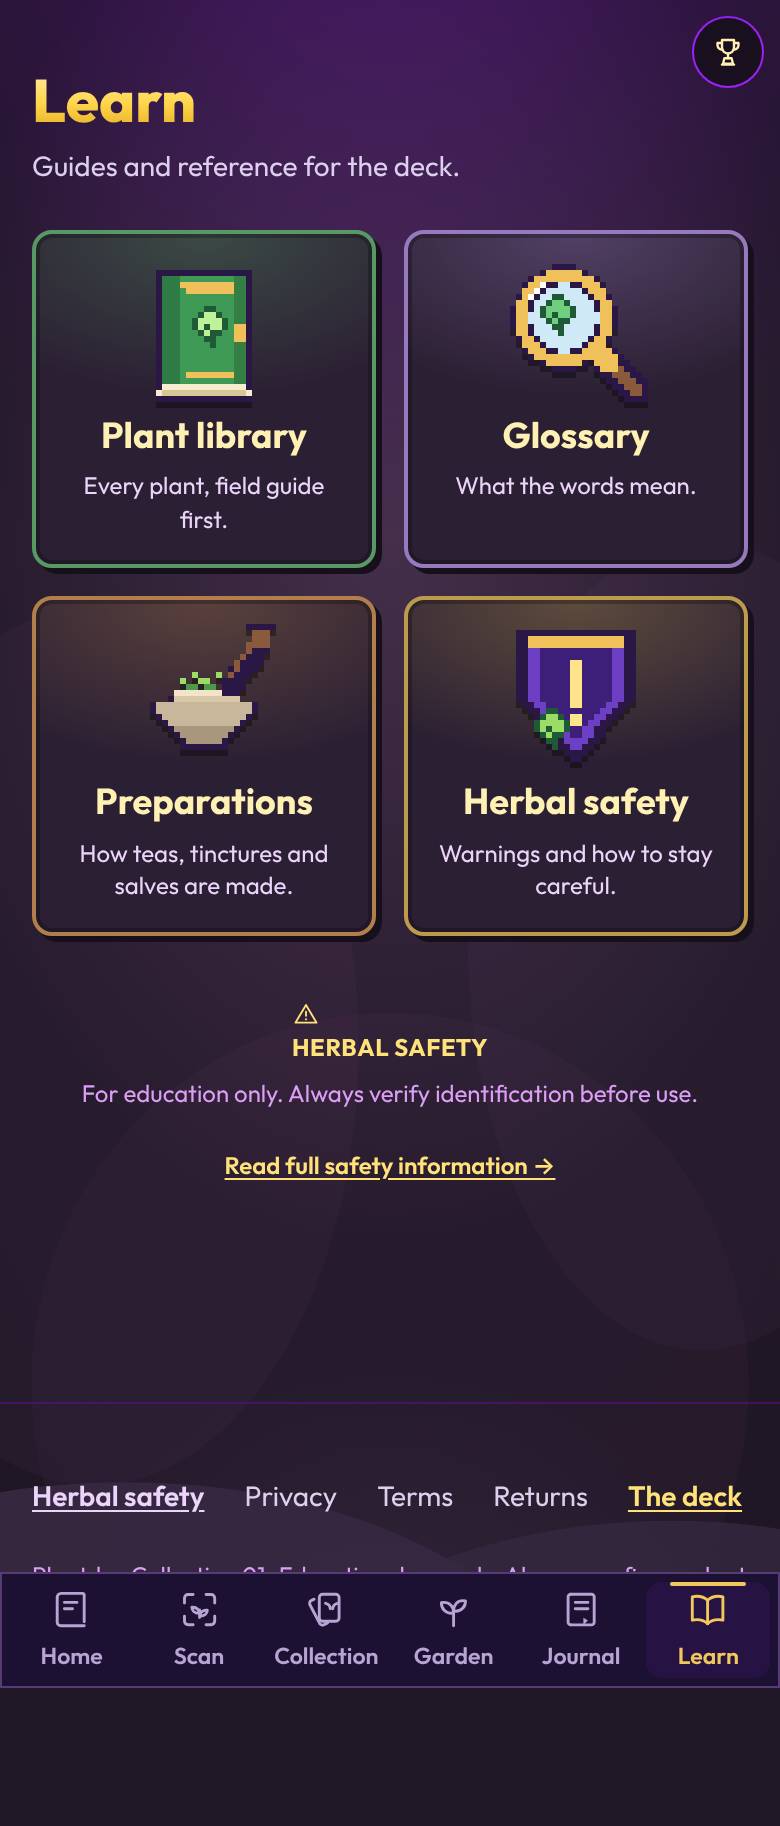 Learn
Guides and reference for the deck.
Plant library
Every plant, field guide
first.
Glossary
What the words mean.
Preparations
How teas, tinctures and
salves are made.
Herbal safety
Warnings and how to stay
careful.
HERBAL SAFETY
For education only. Always verify identification before use.
Read full safety information →
Herbal safety Privacy Terms Returns The deck
Home Scan Collection Garden Journal Learn